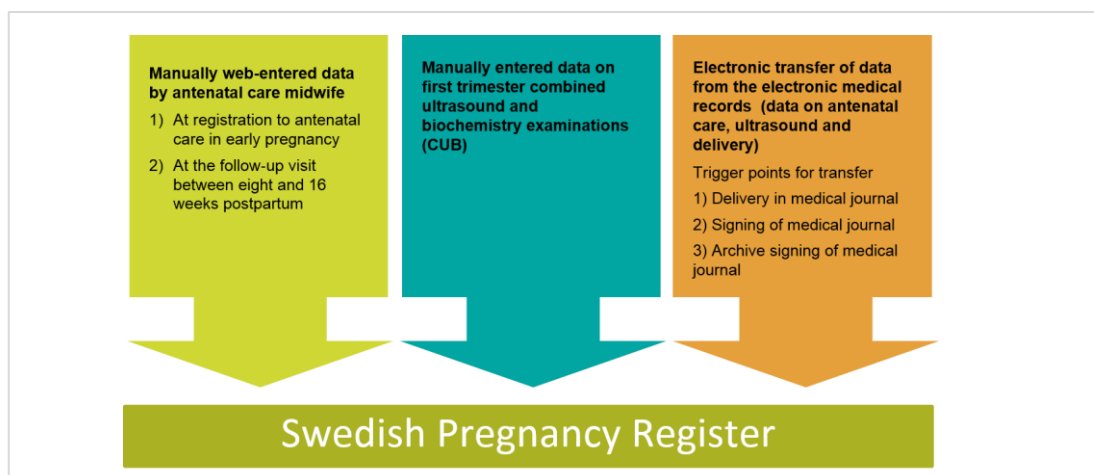 Manually web-entered data
by antenatal care midwife
1) At registration to antenatal
care in early pregnancy
2) At the follow-up visit
between eight and 16
weeks postpartum
Manually entered data on
first trimester combined
ultrasound and
biochemistry examinations
(CUB)
Electronic transfer of data
from the electronic medical
records (data on antenatal
care, ultrasound and
delivery)
Trigger points for transfer
1) Delivery in medical journal
2) Signing of medical journal
3) Archive signing of medical
journal
Swedish Pregnancy Register